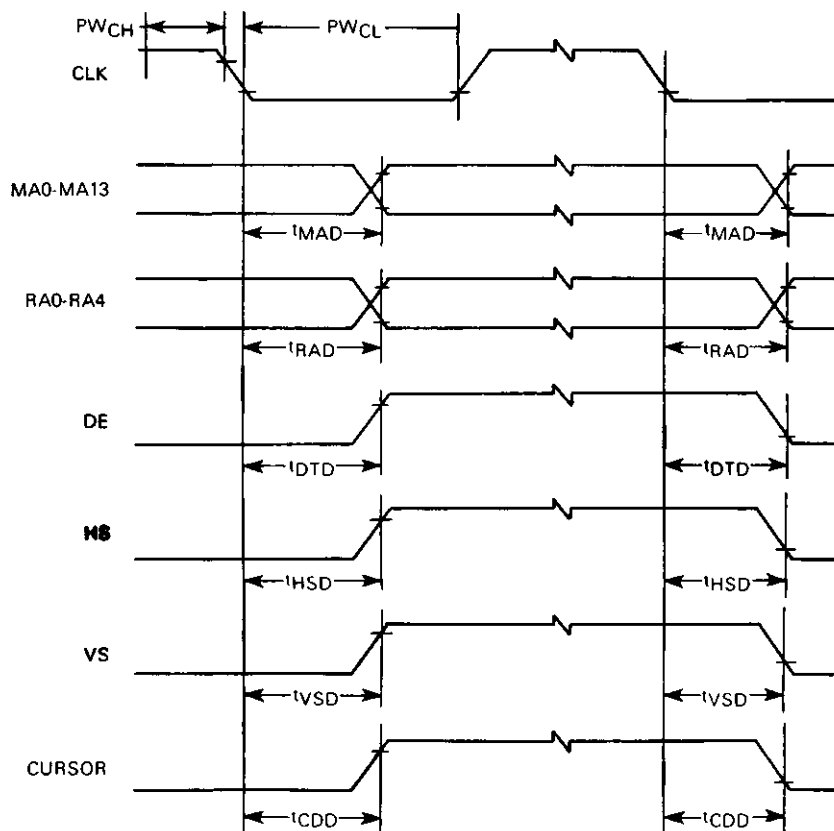 PWCH PWCL
CLK
MA0-MA13
tMAD tMAD
RA0-RA4
tRAD tRAD
DE
tDTD tDTD
HS
tHSD tHSD
VS
tVSD tVSD
CURSOR
tCDD tCDD